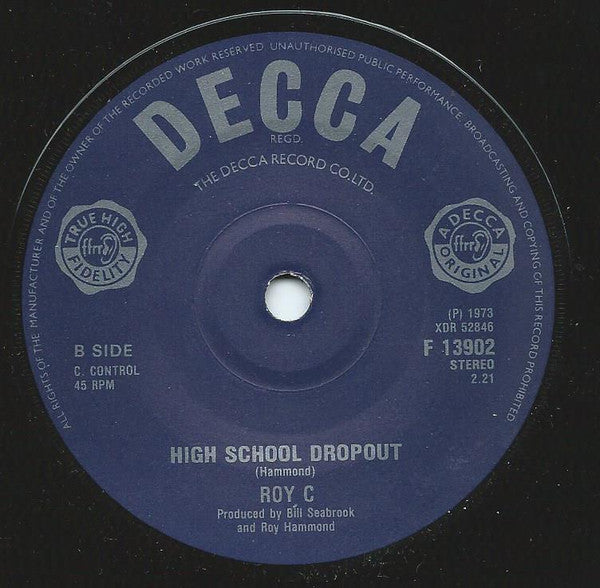 ALL RIGHTS OF THE MANUFACTURER AND OF THE OWNER OF THE RECORDED WORK RESERVED UNAUTHORISED PUBLIC PERFORMANCE, BROADCASTING AND COPYING OF THIS RECORD PROHIBITED
DECCA
REGD.
THE DECCA RECORD CO. LTD.
TRUE HIGH
ffrr
FIDELITY
A DECCA
ffrr
ORIGINAL
(P) 1973
XDR 52846
B SIDE
F 13902
C. CONTROL
STEREO
45 RPM
2.21
HIGH SCHOOL DROPOUT
(Hammond)
ROY C
Produced by Bill Seabrook
and Roy Hammond